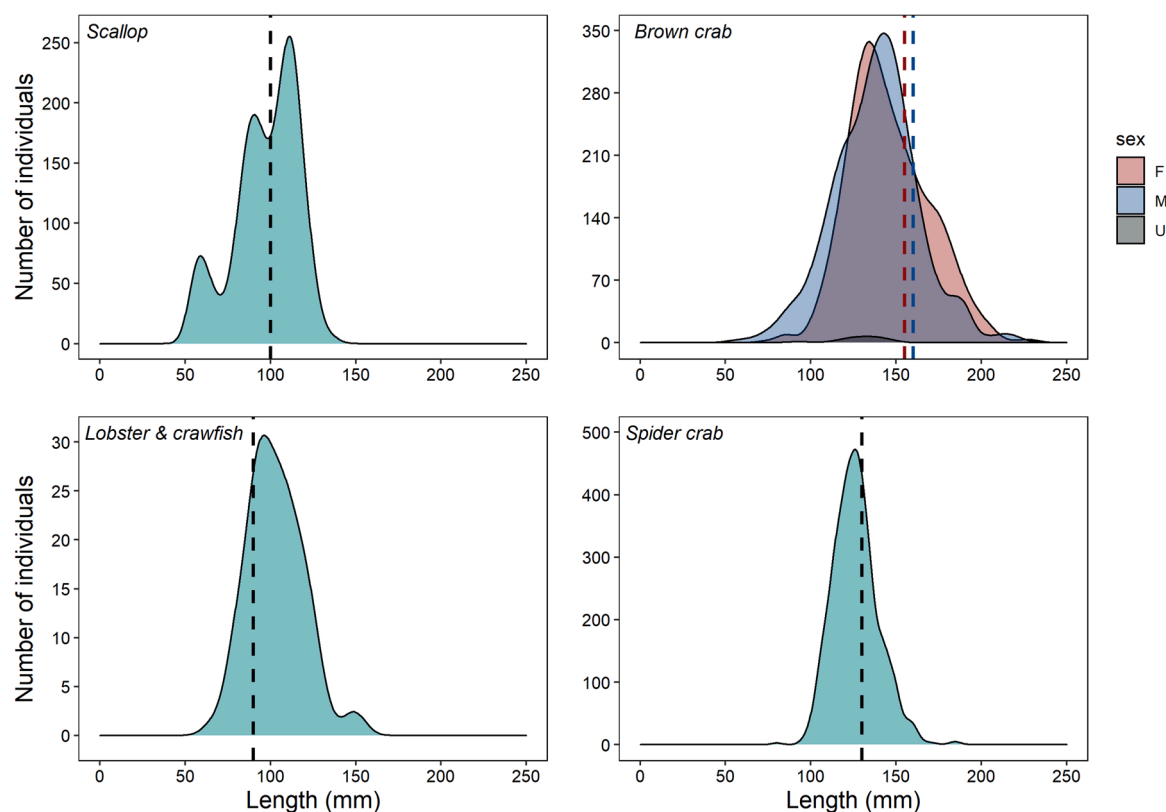 Scallop
Number of individuals
250
200
150
100
50
0
0 50 100 150 200 250
Brown crab
350
280
210
140
70
0
0 50 100 150 200 250
sex
F
M
U
Lobster & crawfish
Number of individuals
30
25
20
15
10
5
0
0 50 100 150 200 250
Length (mm)
Spider crab
500
400
300
200
100
0
0 50 100 150 200 250
Length (mm)